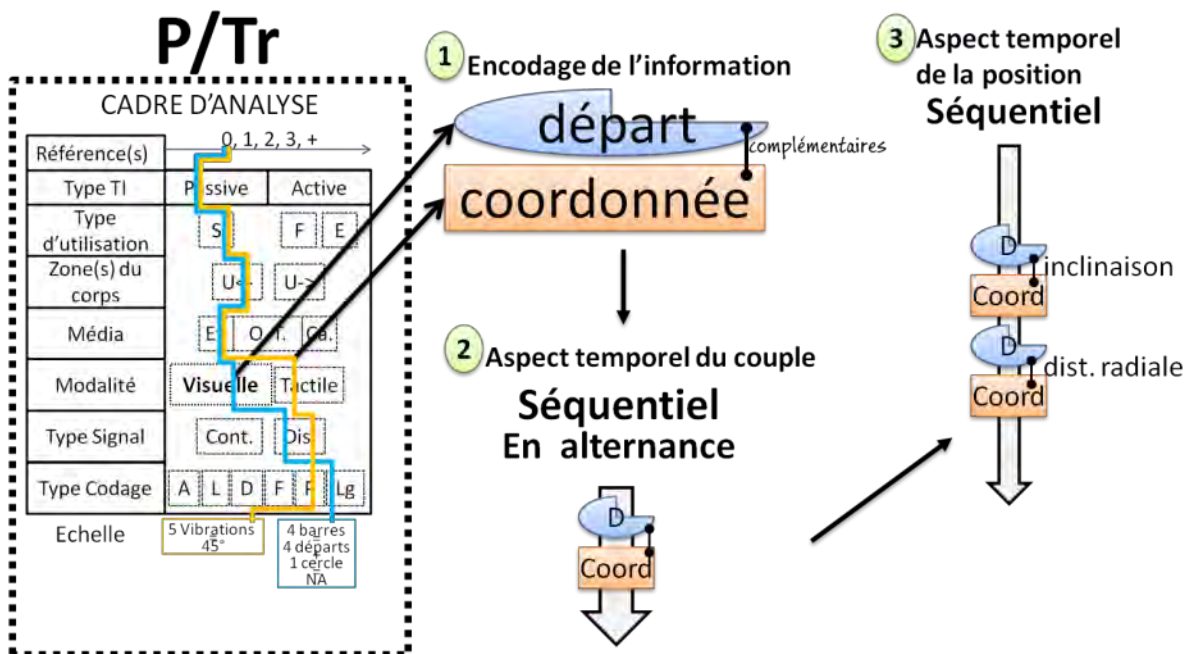 P/Tr
CADRE D'ANALYSE
0, 1, 2, 3, +
Référence(s)
Type TI
Passive
Active
Type
d'utilisation
S
F
E
Zone(s) du
corps
U<-
U->
Média
O
T.
Ca.
Modalité
Visuelle
Tactile
Type Signal
Cont.
Dis.
Type Codage
A
L
D
F
Lg
Echelle
5 Vibrations
=
45°
4 barres
=
4 départs
+
1 cercle
=
NA
1
Encodage de l'information
départ
complémentaires
coordonnée
2
Aspect temporel du couple
Séquentiel
En alternance
D
Coord
3
Aspect temporel
de la position
Séquentiel
D
inclinaison
Coord
D
dist. radiale
Coord